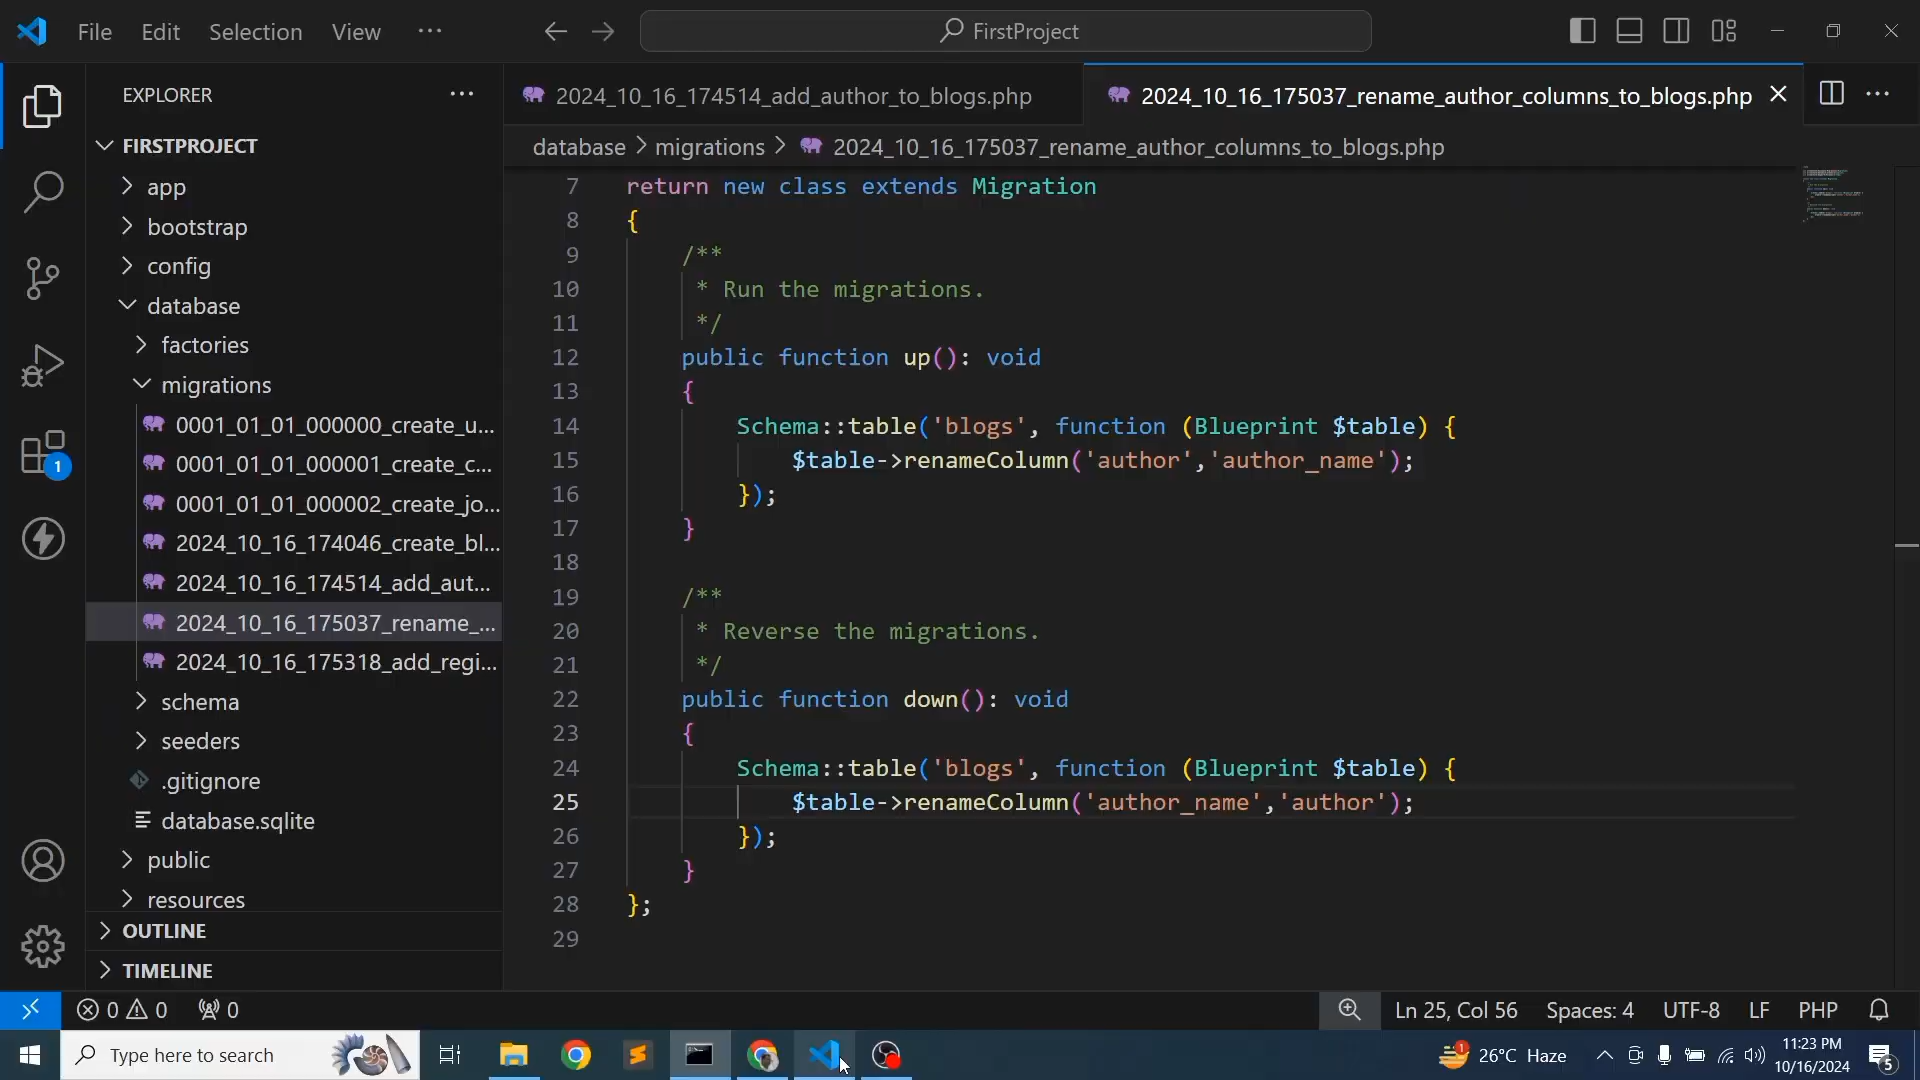 File Edit Selection View ···
FirstProject
EXPLORER
FIRSTPROJECT
app
bootstrap
config
database
factories
migrations
0001_01_01_000000_create_u...
0001_01_01_000001_create_c...
0001_01_01_000002_create_jo...
2024_10_16_174046_create_bl...
2024_10_16_174514_add_aut...
2024_10_16_175037_rename_...
2024_10_16_175318_add_regi...
schema
seeders
.gitignore
database.sqlite
public
resources
OUTLINE
TIMELINE
1
2024_10_16_174514_add_author_to_blogs.php
2024_10_16_175037_rename_author_columns_to_blogs.php
database > migrations > 2024_10_16_175037_rename_author_columns_to_blogs.php
7 return new class extends Migration
8 {
9 /**
10 * Run the migrations.
11 */
12 public function up(): void
13 {
14 Schema::table('blogs', function (Blueprint $table) {
15 $table->renameColumn('author','author_name');
16 });
17 }
18
19 /**
20 * Reverse the migrations.
21 */
22 public function down(): void
23 {
24 Schema::table('blogs', function (Blueprint $table) {
25 $table->renameColumn('author_name','author');
26 });
27 }
28 };
29
0 0 0
Ln 25, Col 56 Spaces: 4 UTF-8 LF PHP
Type here to search
1 26°C Haze
11:23 PM
10/16/2024
5